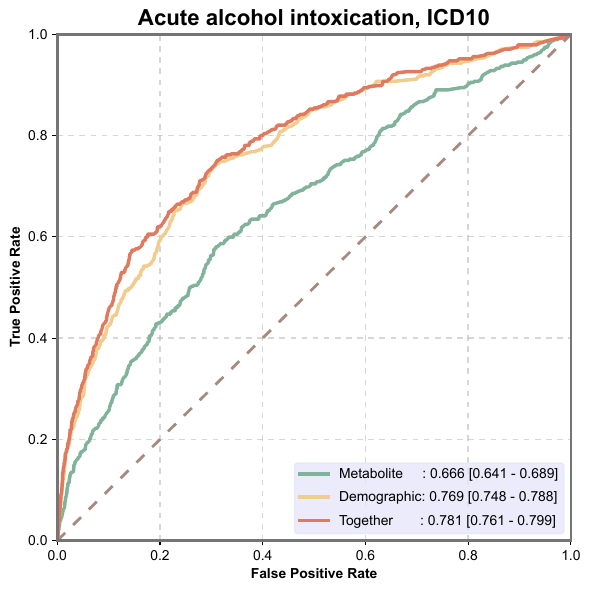 Acute alcohol intoxication, ICD10
True Positive Rate
1.0
0.8
0.6
0.4
0.2
0.0
Metabolite : 0.666 [0.641 - 0.689]
Demographic: 0.769 [0.748 - 0.788]
Together : 0.781 [0.761 - 0.799]
0.0 0.2 0.4 0.6 0.8 1.0
False Positive Rate